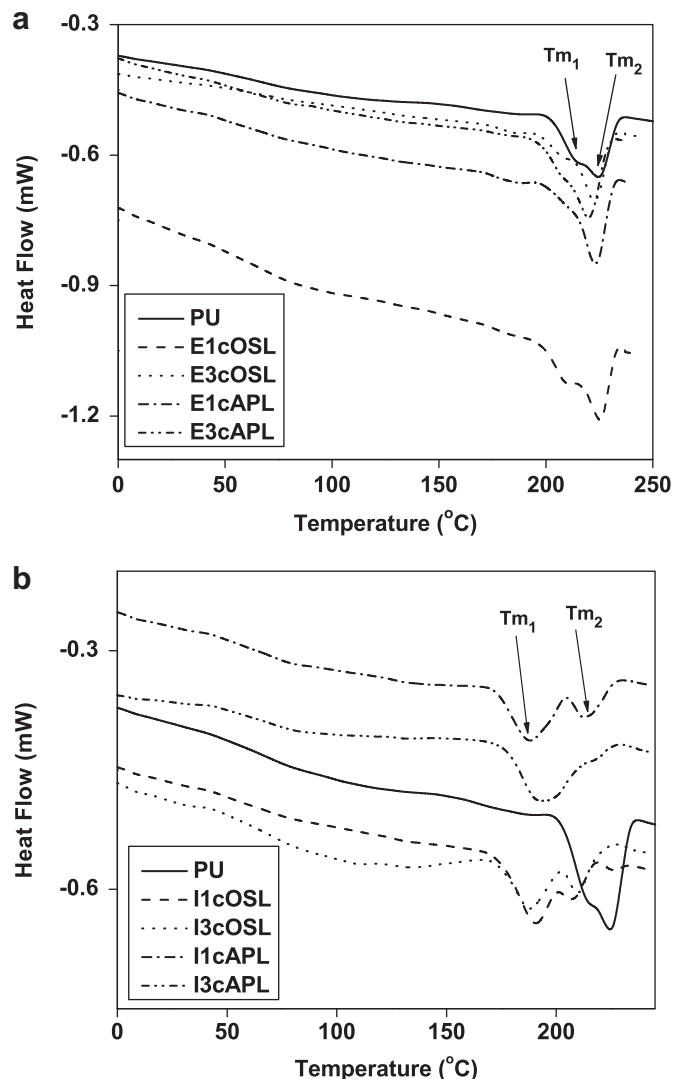 a
-0.3
-0.6
-0.9
-1.2
Heat Flow (mW)
Tm1
Tm2
PU
E1cOSL
E3cOSL
E1cAPL
E3cAPL
0 50 100 150 200 250
Temperature (°C)
b
-0.3
-0.6
Heat Flow (mW)
Tm1
Tm2
PU
I1cOSL
I3cOSL
I1cAPL
I3cAPL
0 50 100 150 200
Temperature (°C)